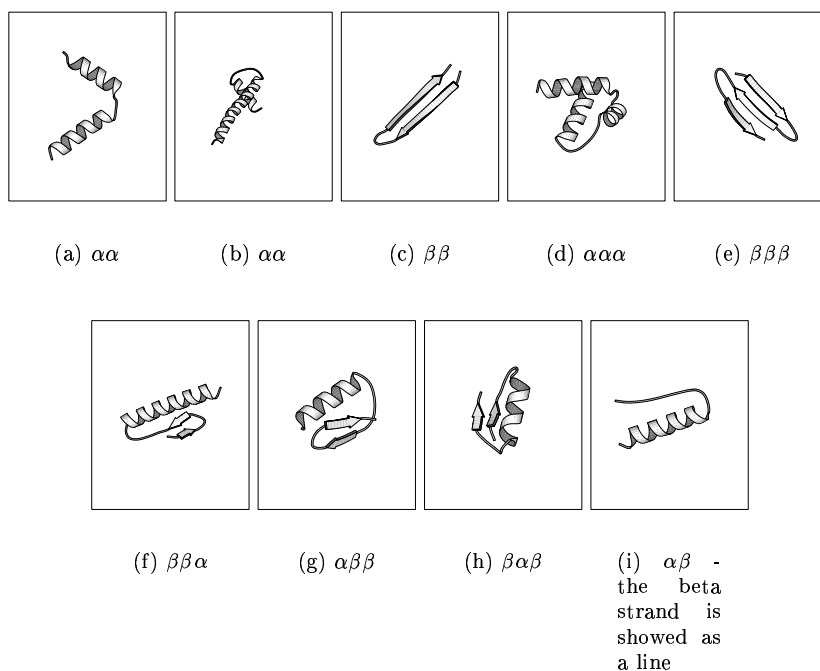 (a) αα
(b) αα
(c) ββ
(d) ααα
(e) βββ
(f) ββα
(g) αββ
(h) βαβ
(i) αβ -
the beta
strand is
showed as
a line